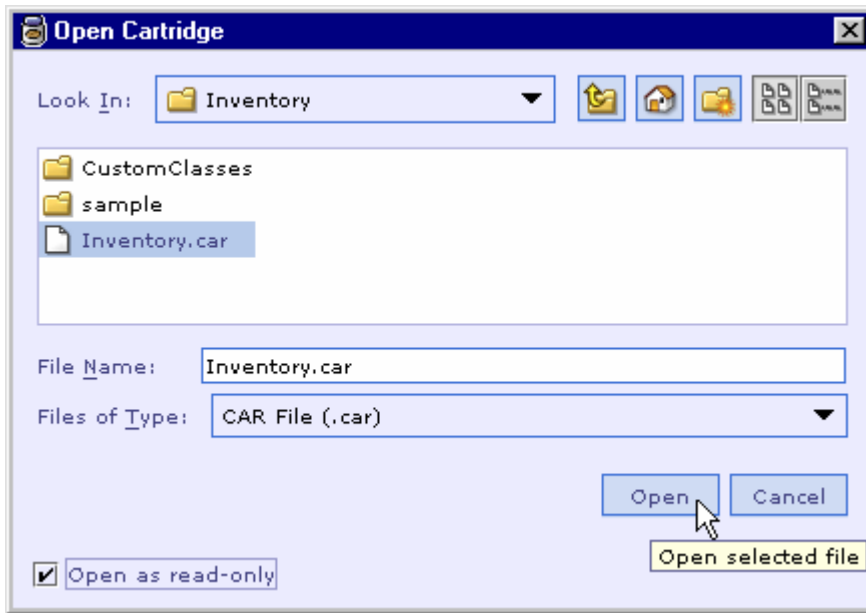 Open Cartridge
Look In: Inventory
CustomClasses
sample
Inventory.car
File Name: Inventory.car
Files of Type: CAR File (.car)
Open Cancel
Open selected file
Open as read-only